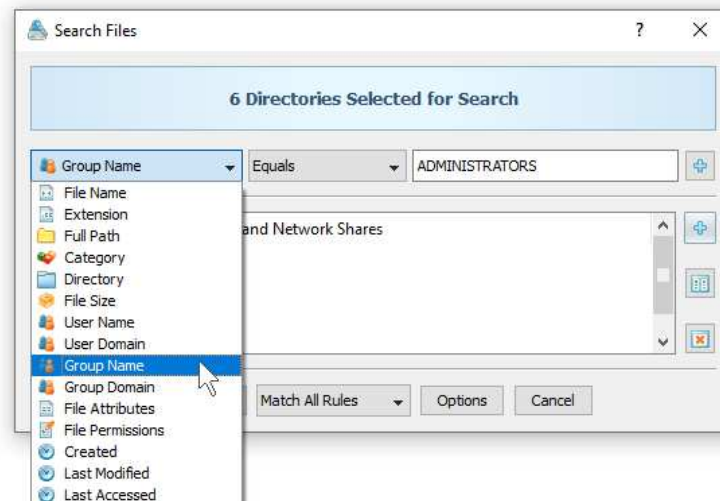 Search Files
?
6 Directories Selected for Search
Group Name
Equals
ADMINISTRATORS
File Name
Extension
Full Path
Category
Directory
File Size
User Name
User Domain
Group Name
Group Domain
File Attributes
File Permissions
Created
Last Modified
Last Accessed
and Network Shares
Match All Rules
Options
Cancel